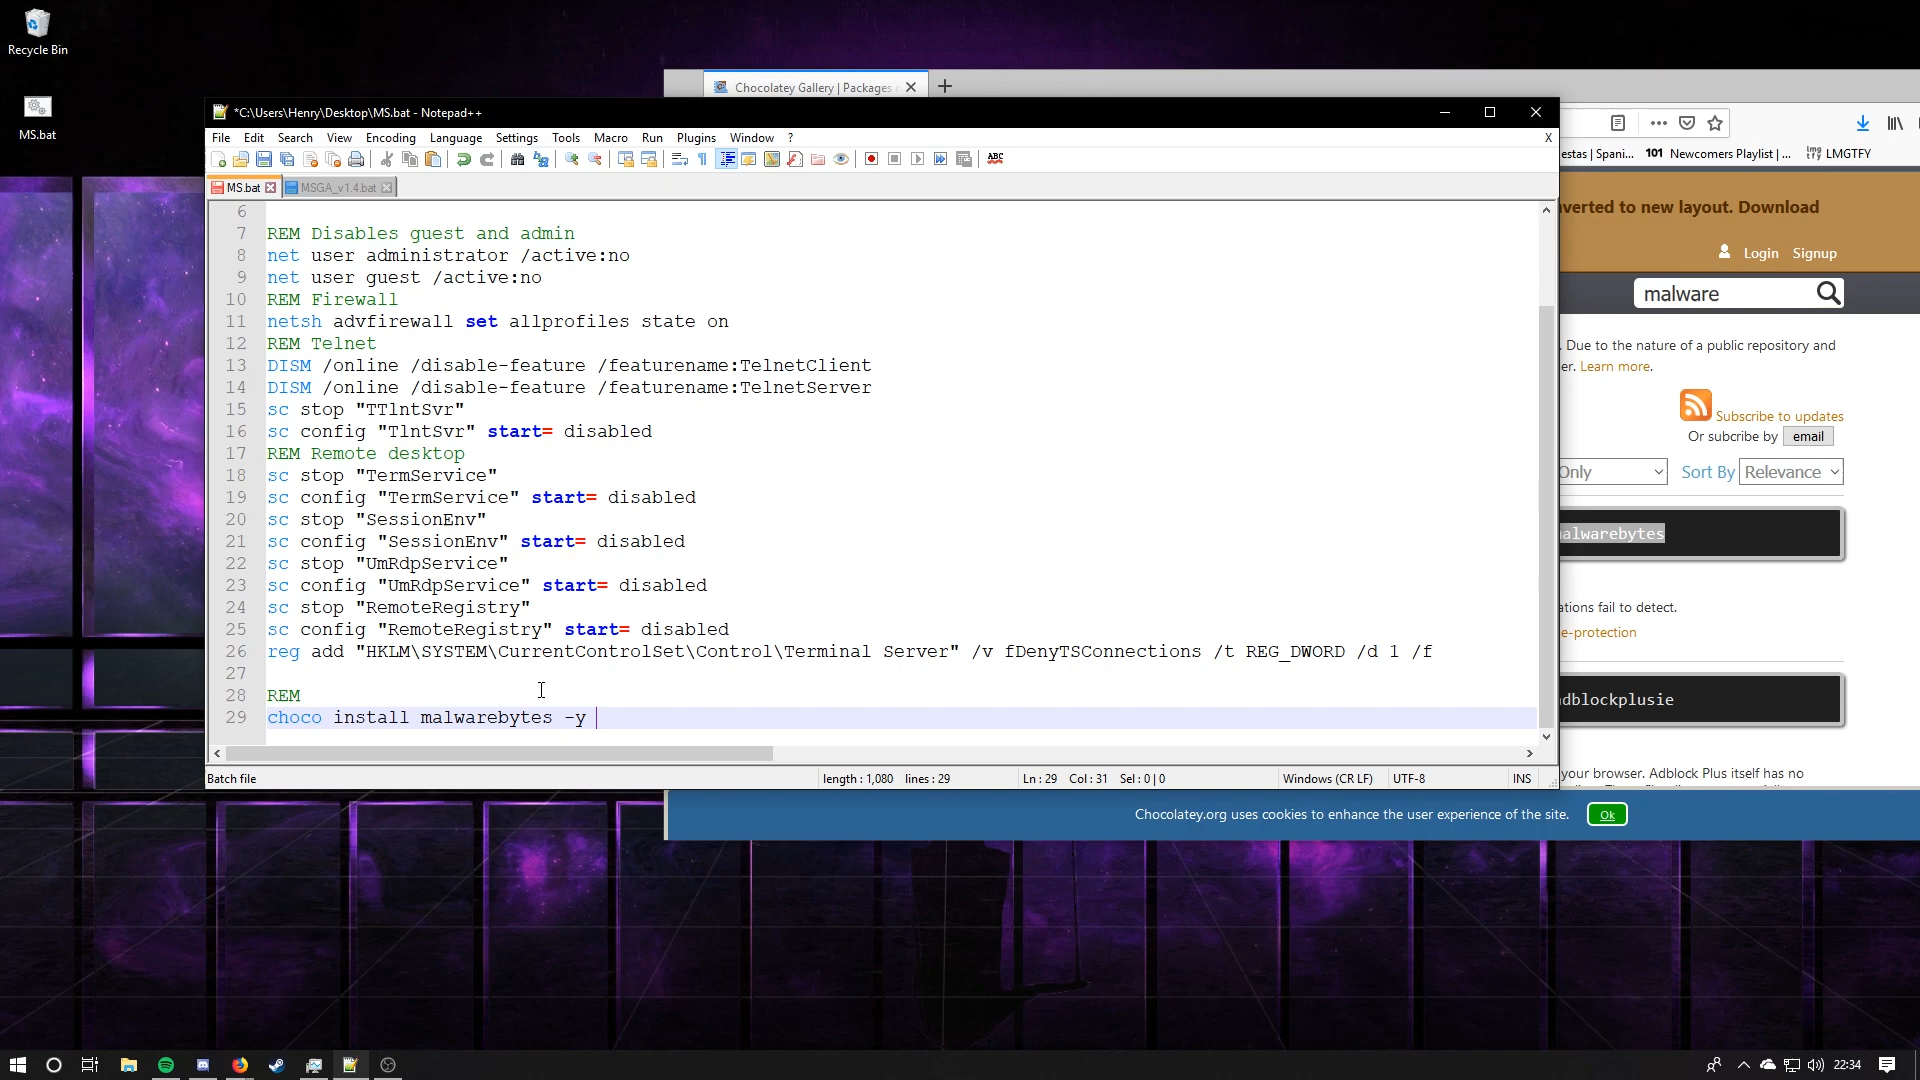 Recycle Bin
MS.bat
Chocolatey Gallery | Packages
*C:\Users\Henry\Desktop\MS.bat - Notepad++
File Edit Search View Encoding Language Settings Tools Macro Run Plugins Window ? X
ABC
MS.bat MSGA_v1.4.bat
estas | Spani... 101 Newcomers Playlist | ... LMGTFY
6
7 REM Disables guest and admin
8 net user administrator /active:no
9 net user guest /active:no
10 REM Firewall
11 netsh advfirewall set allprofiles state on
12 REM Telnet
13 DISM /online /disable-feature /featurename:TelnetClient
14 DISM /online /disable-feature /featurename:TelnetServer
15 sc stop "TTlntSvr"
16 sc config "TlntSvr" start= disabled
17 REM Remote desktop
18 sc stop "TermService"
19 sc config "TermService" start= disabled
20 sc stop "SessionEnv"
21 sc config "SessionEnv" start= disabled
22 sc stop "UmRdpService"
23 sc config "UmRdpService" start= disabled
24 sc stop "RemoteRegistry"
25 sc config "RemoteRegistry" start= disabled
26 reg add "HKLM\SYSTEM\CurrentControlSet\Control\Terminal Server" /v fDenyTSConnections /t REG_DWORD /d 1 /f
27
28 REM
29 choco install malwarebytes -y
Batch file length : 1,080 lines : 29 Ln : 29 Col : 31 Sel : 0 | 0 Windows (CR LF) UTF-8 INS
verted to new layout. Download
Login Signup
malware
. Due to the nature of a public repository and
er. Learn more.
Subscribe to updates
Or subcribe by email
Only Sort By Relevance
alwarebytes
ations fail to detect.
e-protection
dblockplusie
your browser. Adblock Plus itself has no
Chocolatey.org uses cookies to enhance the user experience of the site. Ok
22:34